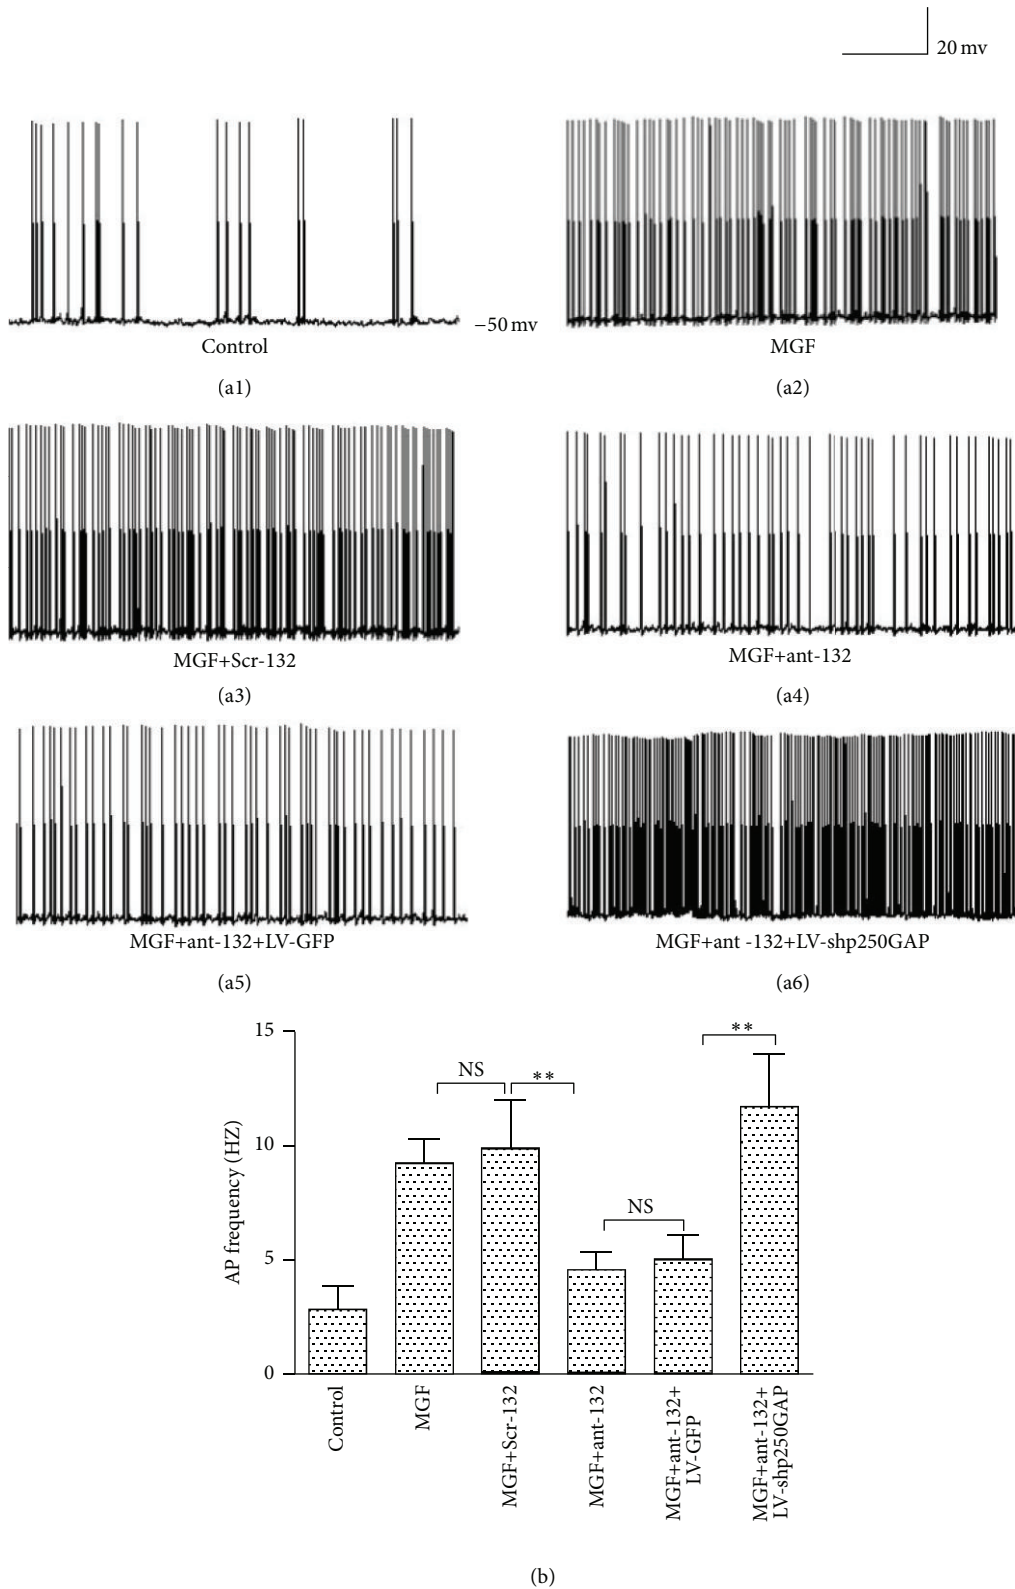 20 mv
−50 mv
Control
(a1)
MGF
(a2)
MGF+Scr-132
(a3)
MGF+ant-132
(a4)
MGF+ant-132+LV-GFP
(a5)
MGF+ant -132+LV-shp250GAP
(a6)
15
10
5
0
AP frequency (HZ)
NS
**
NS
**
Control
MGF
MGF+Scr-132
MGF+ant-132
MGF+ant-132+
LV-GFP
MGF+ant-132+
LV-shp250GAP
(b)